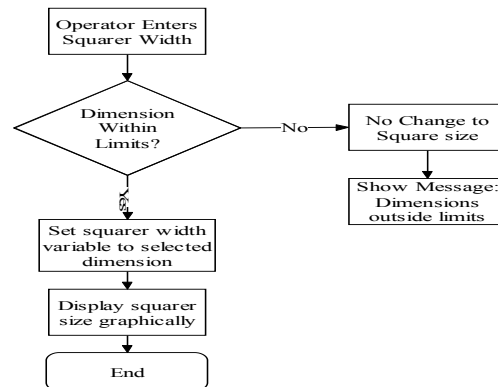 Operator Enters
Squarer Width
Dimension
Within
Limits?
No
No Change to
Square size
Show Message:
Dimensions
outside limits
Yes
Set squarer width
variable to selected
dimension
Display squarer
size graphically
End